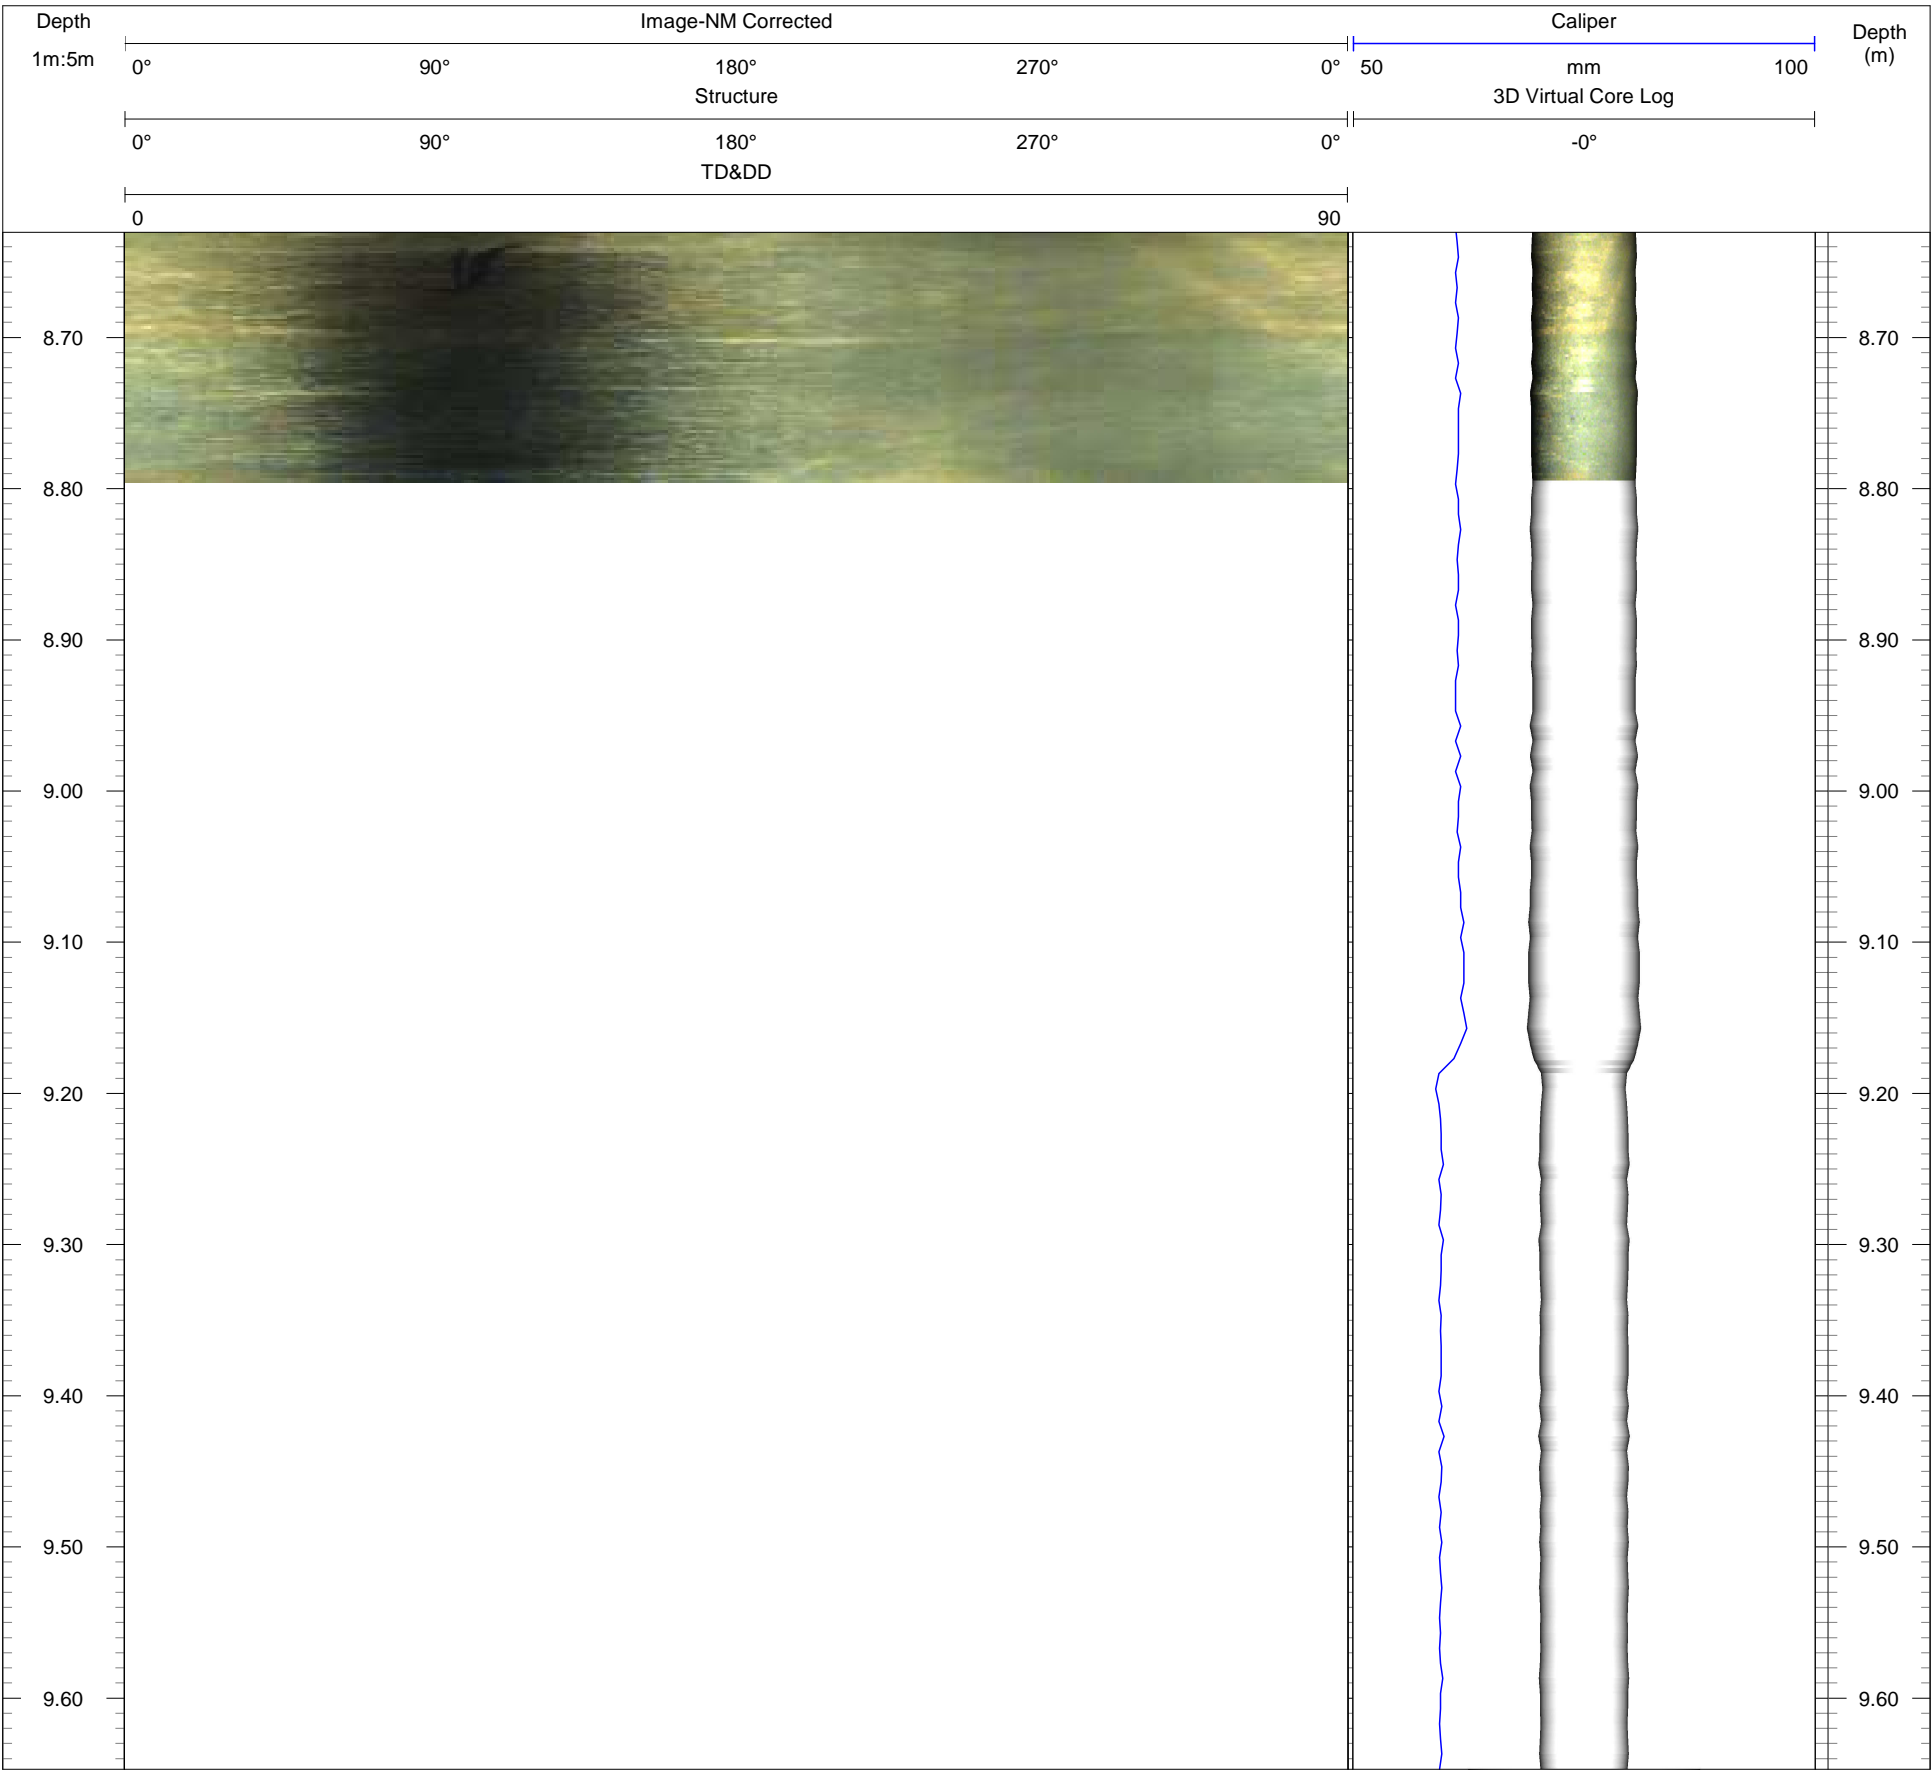 Depth Image-NM Corrected Caliper Depth
1m:5m (m)
0° 90° 180° 270° 0° 50 mm 100
Structure 3D Virtual Core Log
0° 90° 180° 270° 0° -0°
TD&DD
0 90
8.70 8.70
8.80 8.80
8.90 8.90
9.00 9.00
9.10 9.10
9.20 9.20
9.30 9.30
9.40 9.40
9.50 9.50
9.60 9.60